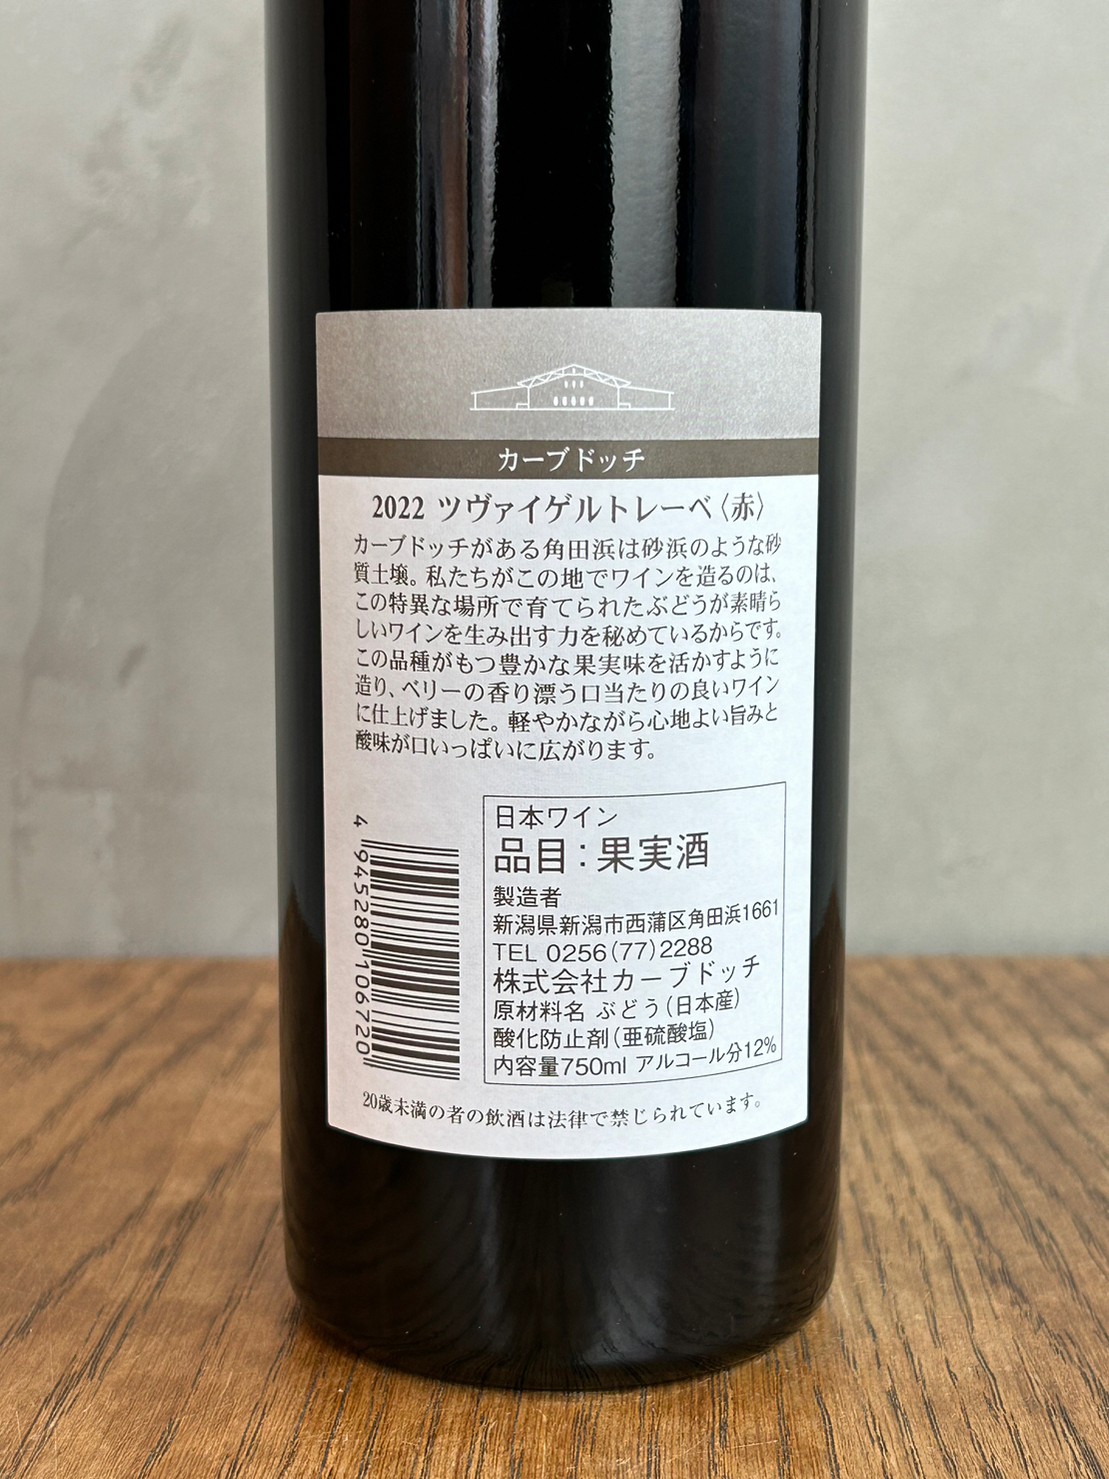 カーブドッチ
2022 ツヴァイゲルトレーベ〈赤〉
カーブドッチがある角田浜は砂浜のような砂
質土壌。私たちがこの地でワインを造るのは、
この特異な場所で育てられたぶどうが素晴ら
しいワインを生み出す力を秘めているからです。
この品種がもつ豊かな果実味を活かすように
造り、ベリーの香り漂う口当たりの良いワイン
に仕上げました。軽やかながら心地よい旨みと
酸味が口いっぱいに広がります。
4 945280 106720
日本ワイン
品目：果実酒
製造者
新潟県新潟市西蒲区角田浜1661
TEL 0256(77)2288
株式会社カーブドッチ
原材料名 ぶどう(日本産)
酸化防止剤(亜硫酸塩)
内容量750ml アルコール分12%
20歳未満の者の飲酒は法律で禁じられています。